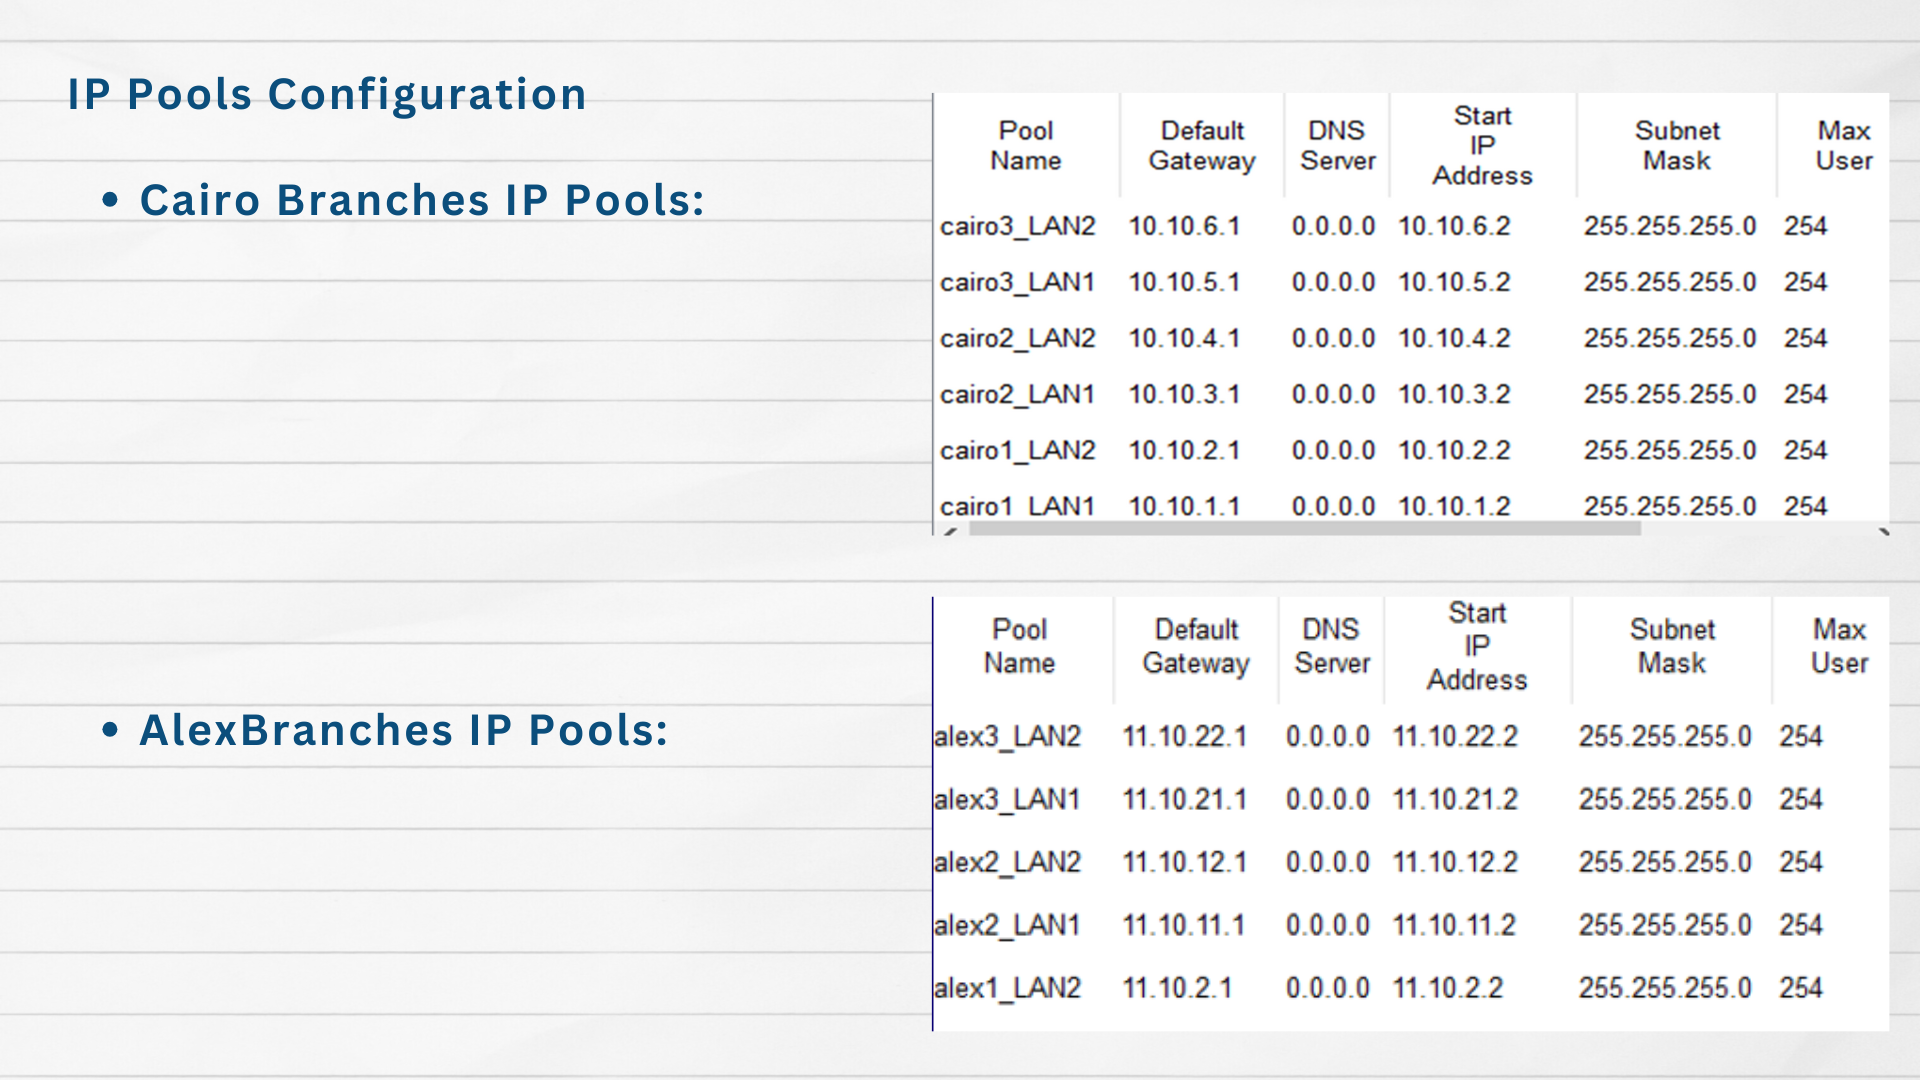 IP Pools Configuration
• Cairo Branches IP Pools:
Pool Name Default Gateway DNS Server Start IP Address Subnet Mask Max User
cairo3_LAN2 10.10.6.1 0.0.0.0 10.10.6.2 255.255.255.0 254
cairo3_LAN1 10.10.5.1 0.0.0.0 10.10.5.2 255.255.255.0 254
cairo2_LAN2 10.10.4.1 0.0.0.0 10.10.4.2 255.255.255.0 254
cairo2_LAN1 10.10.3.1 0.0.0.0 10.10.3.2 255.255.255.0 254
cairo1_LAN2 10.10.2.1 0.0.0.0 10.10.2.2 255.255.255.0 254
cairo1_LAN1 10.10.1.1 0.0.0.0 10.10.1.2 255.255.255.0 254
• AlexBranches IP Pools:
Pool Name Default Gateway DNS Server Start IP Address Subnet Mask Max User
alex3_LAN2 11.10.22.1 0.0.0.0 11.10.22.2 255.255.255.0 254
alex3_LAN1 11.10.21.1 0.0.0.0 11.10.21.2 255.255.255.0 254
alex2_LAN2 11.10.12.1 0.0.0.0 11.10.12.2 255.255.255.0 254
alex2_LAN1 11.10.11.1 0.0.0.0 11.10.11.2 255.255.255.0 254
alex1_LAN2 11.10.2.1 0.0.0.0 11.10.2.2 255.255.255.0 254